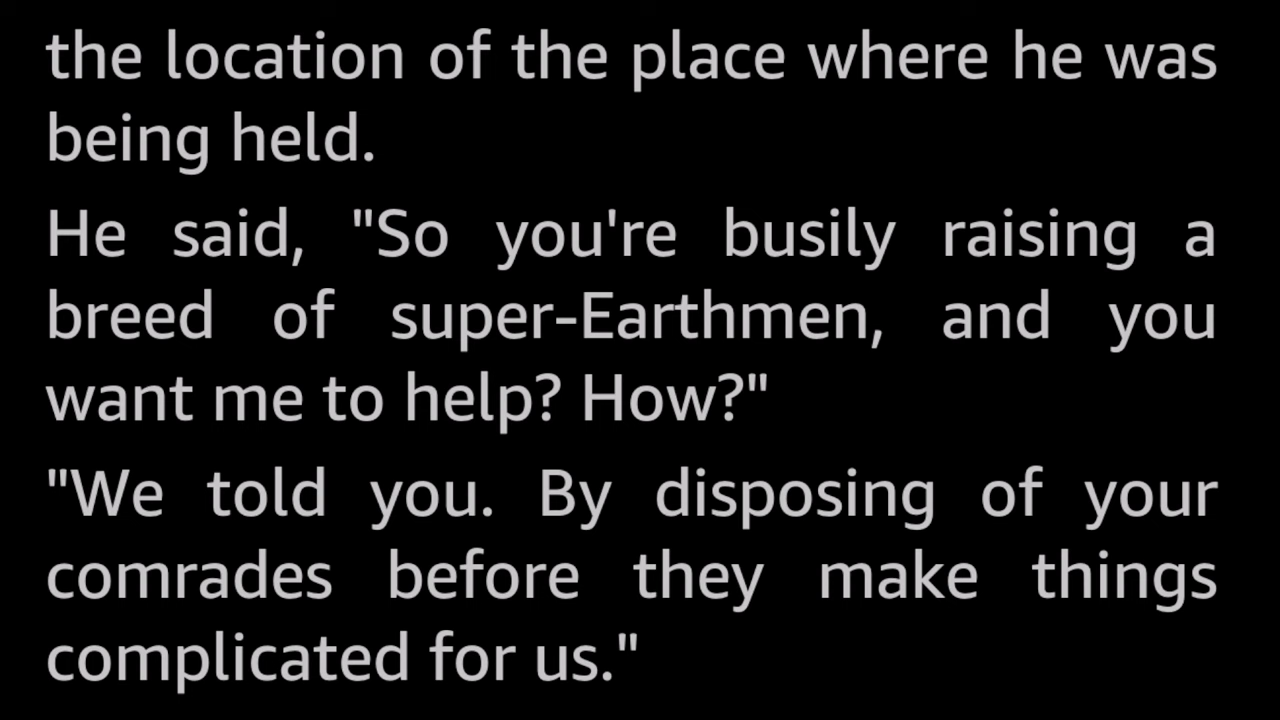 the location of the place where he was
being held.
He said, "So you're busily raising a
breed of super-Earthmen, and you
want me to help? How?"
"We told you. By disposing of your
comrades before they make things
complicated for us."